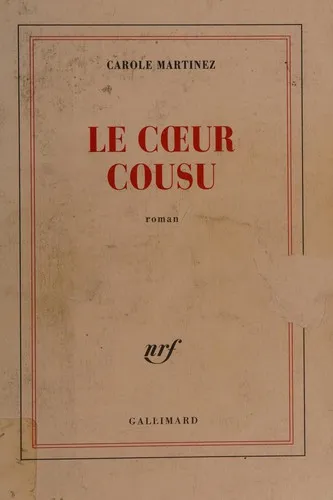 CAROLE MARTINEZ
LE CŒUR
COUSU
roman
nrf
GALLIMARD